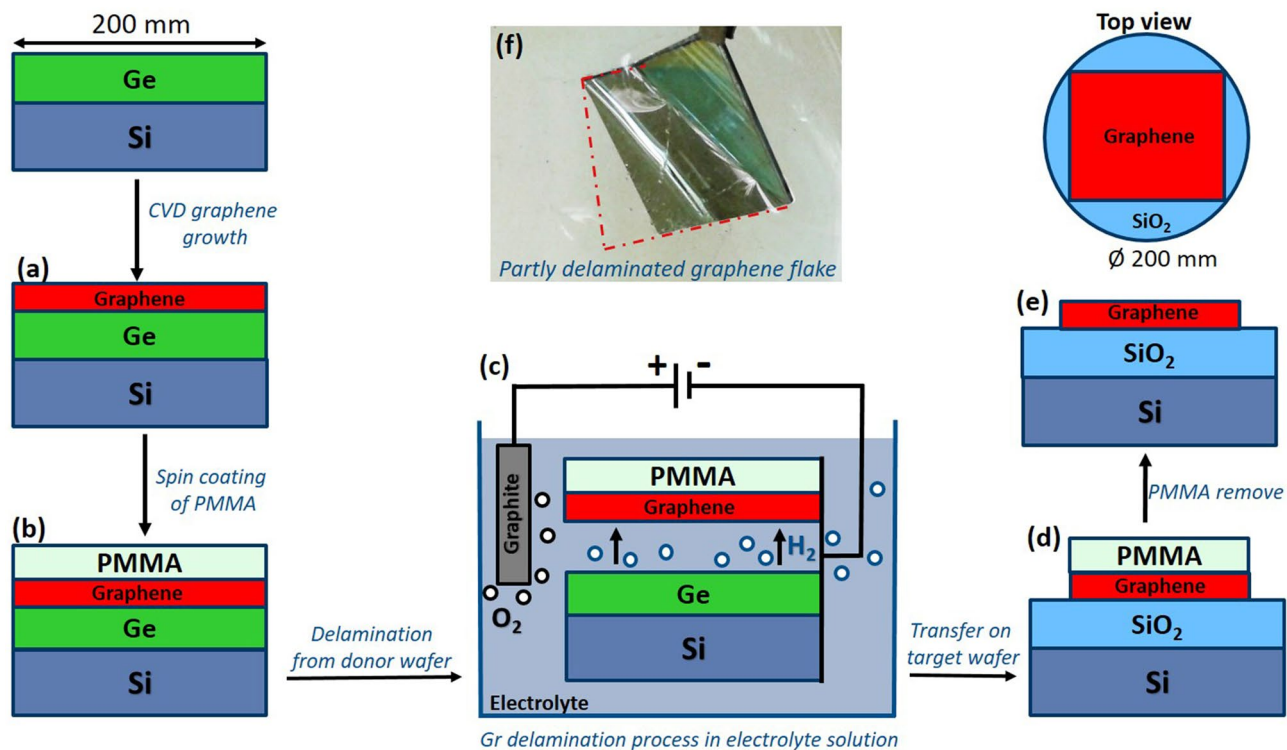 200 mm
Ge
Si
CVD graphene
growth
(a)
Graphene
Ge
Si
Spin coating
of PMMA
(b)
PMMA
Graphene
Ge
Si
Delamination
from donor wafer
(f)
Partly delaminated graphene flake
(c)
+ -
Graphite
O₂
PMMA
Graphene
H₂
Ge
Si
Electrolyte
Gr delamination process in electrolyte solution
Transfer on
target wafer
(d)
PMMA
Graphene
SiO₂
Si
PMMA remove
(e)
Graphene
SiO₂
Si
Top view
Graphene
SiO₂
Ø 200 mm